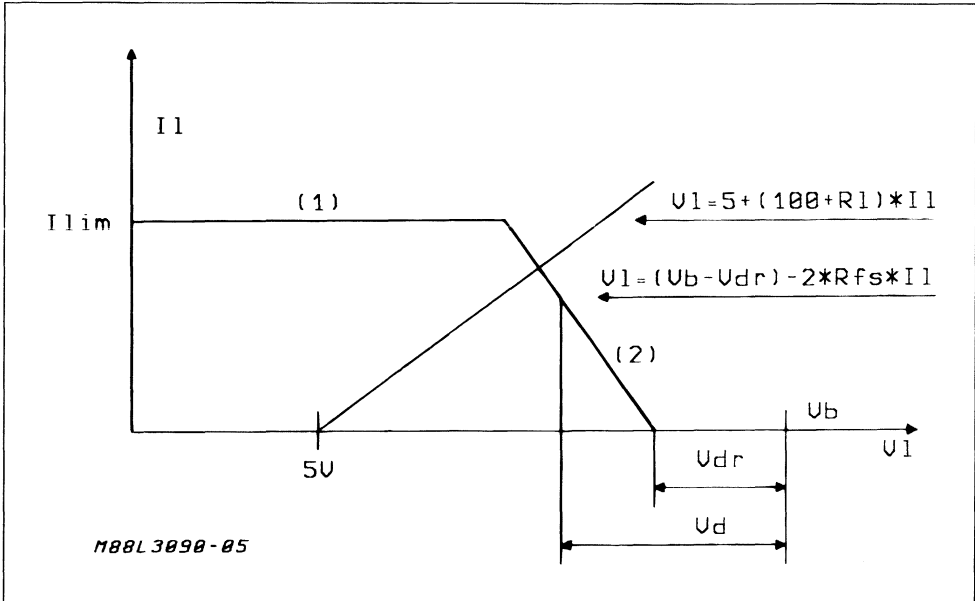 Il
(1)
Ilim
Vl=5+(100+Rl)*Il
Vl=(Vb-Vdr)-2*Rfs*Il
(2)
Vb
Vl
5V
Vdr
Vd
M88L3090-05